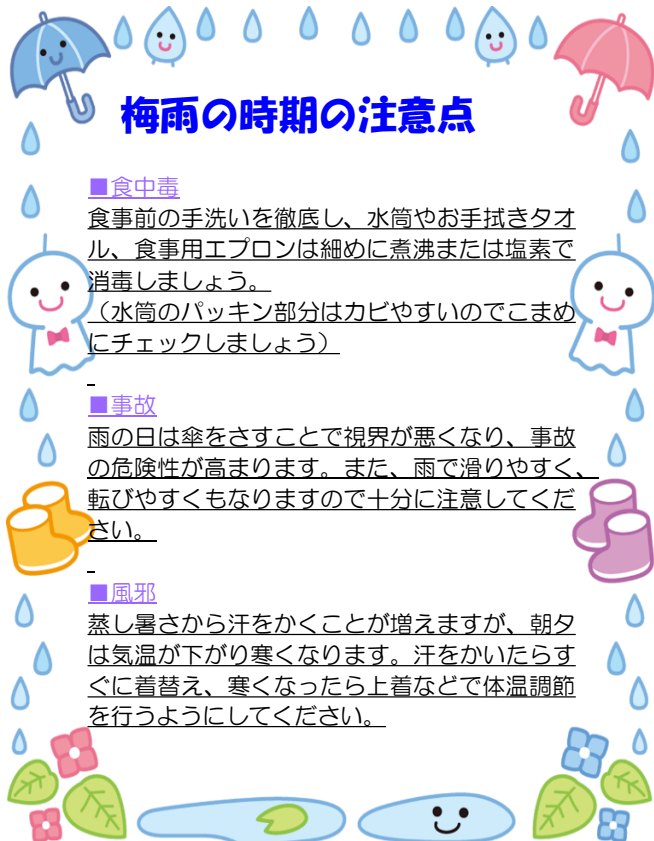 梅雨の時期の注意点
■食中毒
食事前の手洗いを徹底し、水筒やお手拭きタオ
ル、食事用エプロンは細めに煮沸または塩素で
消毒しましょう。
（水筒のパッキン部分はカビやすいのでこまめ
にチェックしましょう）
■事故
雨の日は傘をさすことで視界が悪くなり、事故
の危険性が高まります。また、雨で滑りやすく、
転びやすくもなりますので十分に注意してくだ
さい。
■風邪
蒸し暑さから汗をかくことが増えますが、朝夕
は気温が下がり寒くなります。汗をかいたらす
ぐに着替え、寒くなったら上着などで体温調節
を行うようにしてください。